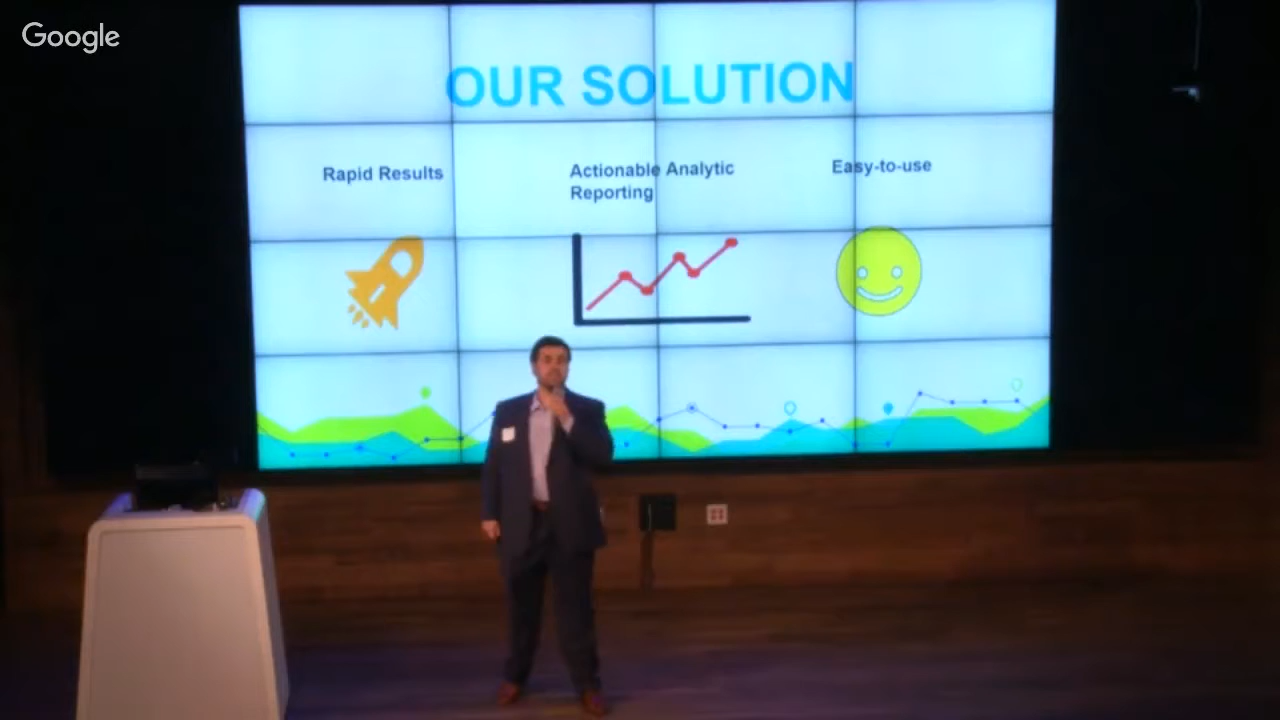 Google
OUR SOLUTION
Rapid Results
Actionable Analytic
Reporting
Easy-to-use